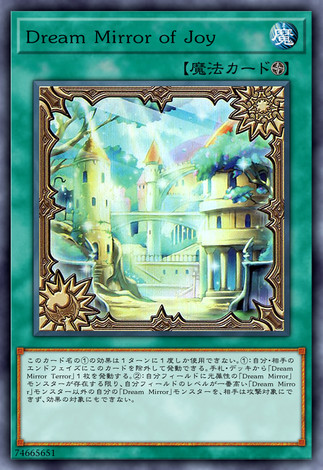 Dream Mirror of Joy
魔
【魔法カード】
このカード名の①の効果は1ターンに1度しか使用できない。①:自分・相手の
エンドフェイズにこのカードを除外して発動できる。手札・デッキから「Dream
Mirror Terror」1枚を発動する。②:自分フィールドに光属性の「Dream Mirror」
モンスターが存在する限り、自分フィールドのレベルが一番高い「Dream Mirro
r」モンスター以外の自分の「Dream Mirror」モンスターを、相手は攻撃対象にで
きず、効果の対象にもできない。
74665651